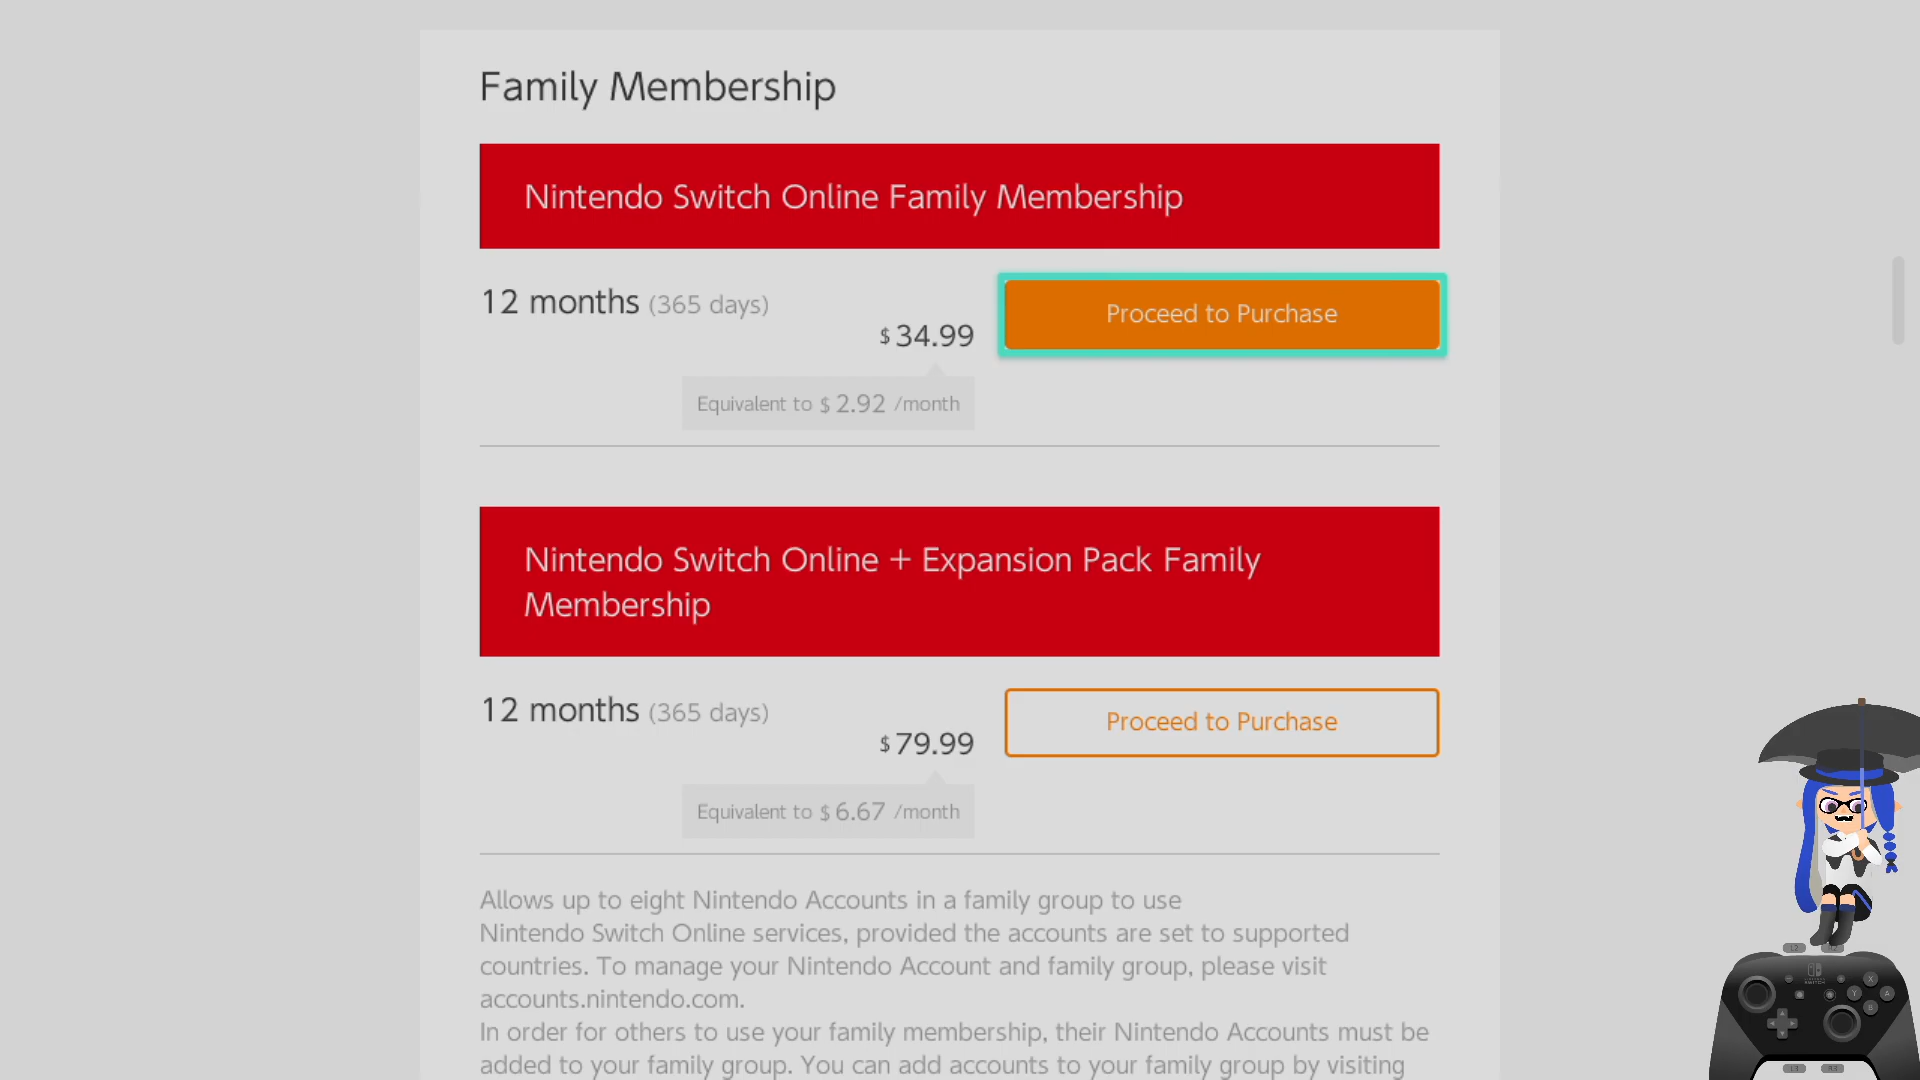 Family Membership
Nintendo Switch Online Family Membership
12 months (365 days)
$34.99
Proceed to Purchase
Equivalent to $ 2.92 /month
Nintendo Switch Online + Expansion Pack Family
Membership
12 months (365 days)
$79.99
Proceed to Purchase
Equivalent to $ 6.67 /month
Allows up to eight Nintendo Accounts in a family group to use
Nintendo Switch Online services, provided the accounts are set to supported
countries. To manage your Nintendo Account and family group, please visit
accounts.nintendo.com.
In order for others to use your family membership, their Nintendo Accounts must be
added to your family group. You can add accounts to your family group by visiting
X
Y
A
B